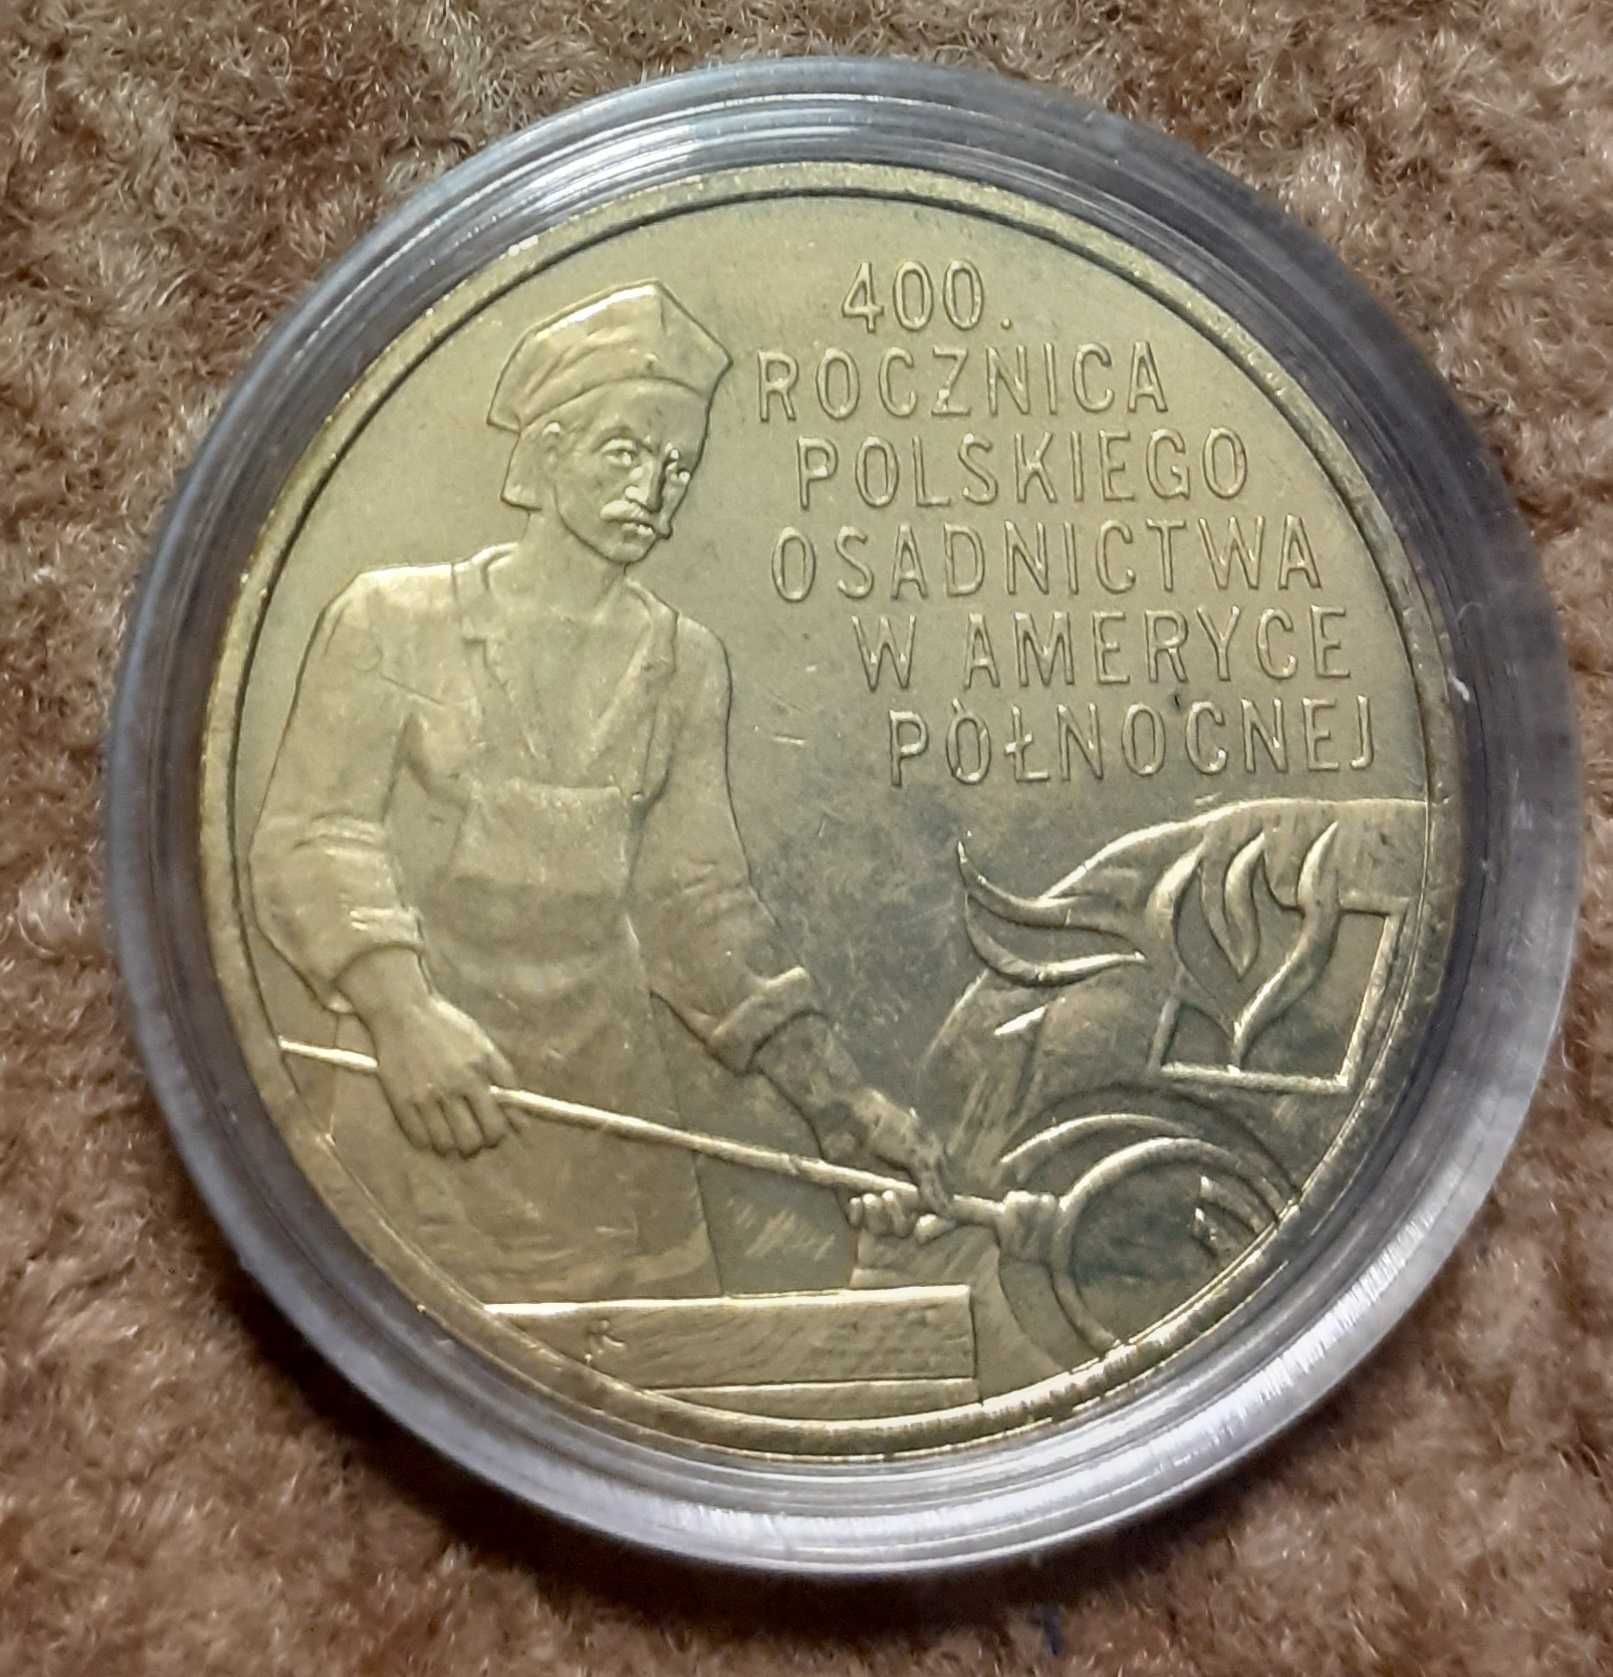 400.
ROCZNICA
POLSKIEGO
OSADNICTWA
W AMERYCE
PÓŁNOCNEJ